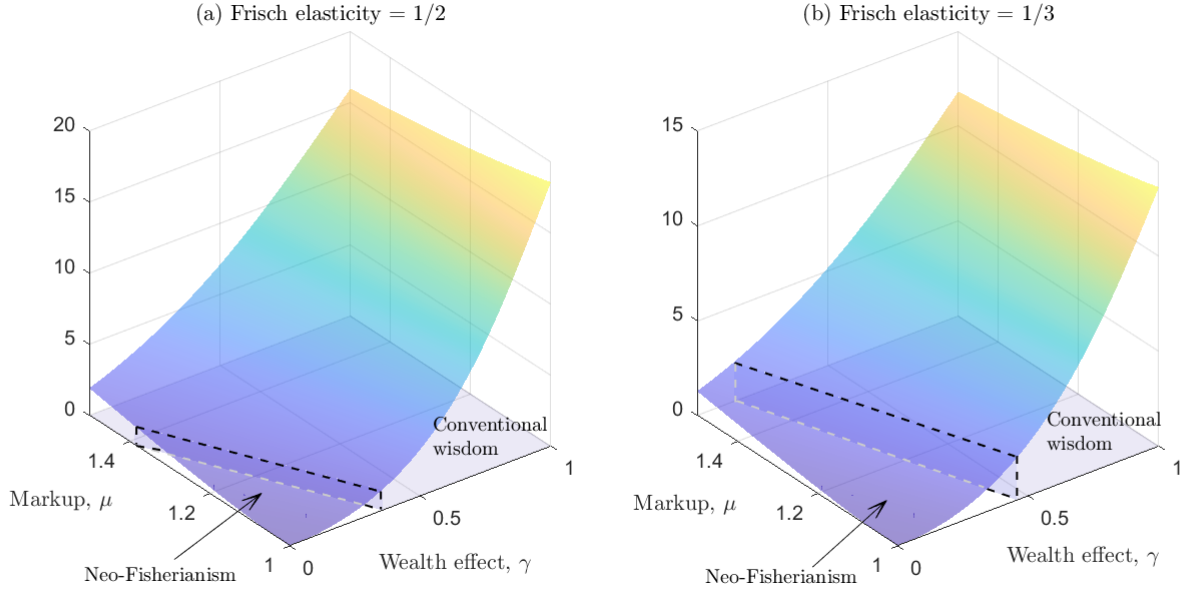 (a) Frisch elasticity = 1/2
20
15
10
5
0
1.4
1.2
1
Markup, μ
0
0.5
1
Wealth effect, γ
Conventional
wisdom
Neo-Fisherianism
(b) Frisch elasticity = 1/3
15
10
5
0
1.4
1.2
1
Markup, μ
0
0.5
1
Wealth effect, γ
Conventional
wisdom
Neo-Fisherianism